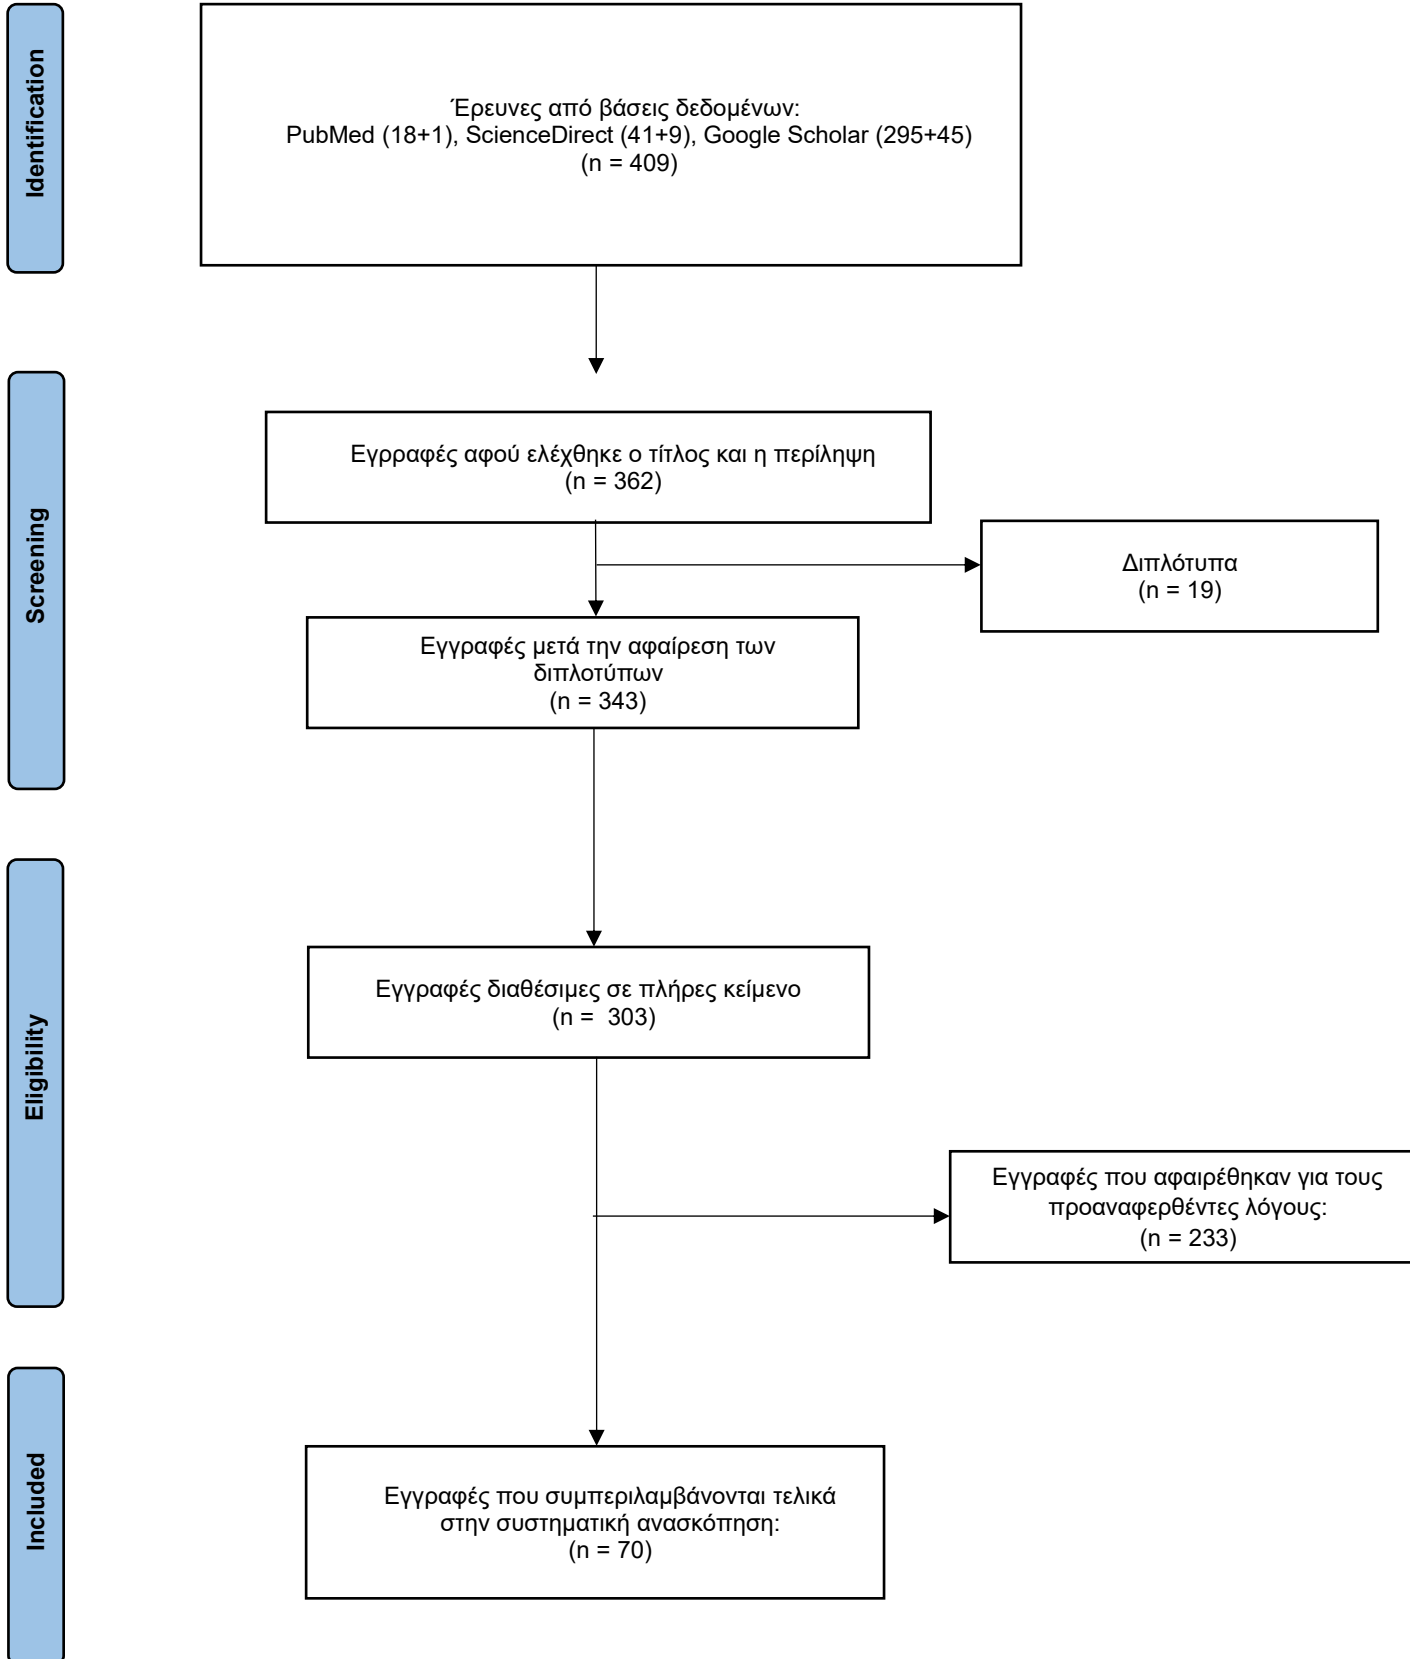 Identification
Έρευνες από βάσεις δεδομένων:
PubMed (18+1), ScienceDirect (41+9), Google Scholar (295+45)
(n = 409)
Screening
Εγρραφές αφού ελέχθηκε ο τίτλος και η περίληψη
(n = 362)
Διπλότυπα
(n = 19)
Εγγραφές μετά την αφαίρεση των
διπλοτύπων
(n = 343)
Eligibility
Εγγραφές διαθέσιμες σε πλήρες κείμενο
(n =  303)
Εγγραφές που αφαιρέθηκαν για τους
προαναφερθέντες λόγους:
(n = 233)
Included
Εγγραφές που συμπεριλαμβάνονται τελικά
στην συστηματική ανασκόπηση:
(n = 70)